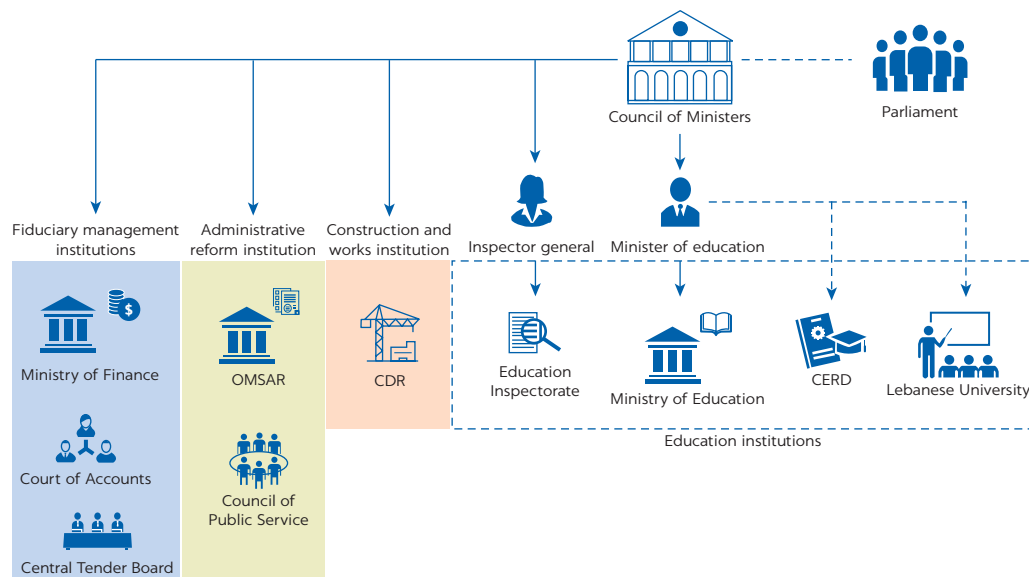 Council of Ministers
Parliament
Fiduciary management
institutions
Administrative
reform institution
Construction and
works institution
Inspector general
Minister of education
$
Ministry of Finance
OMSAR
CDR
Education
Inspectorate
Ministry of Education
CERD
Lebanese University
Education institutions
Court of Accounts
Council of
Public Service
Central Tender Board